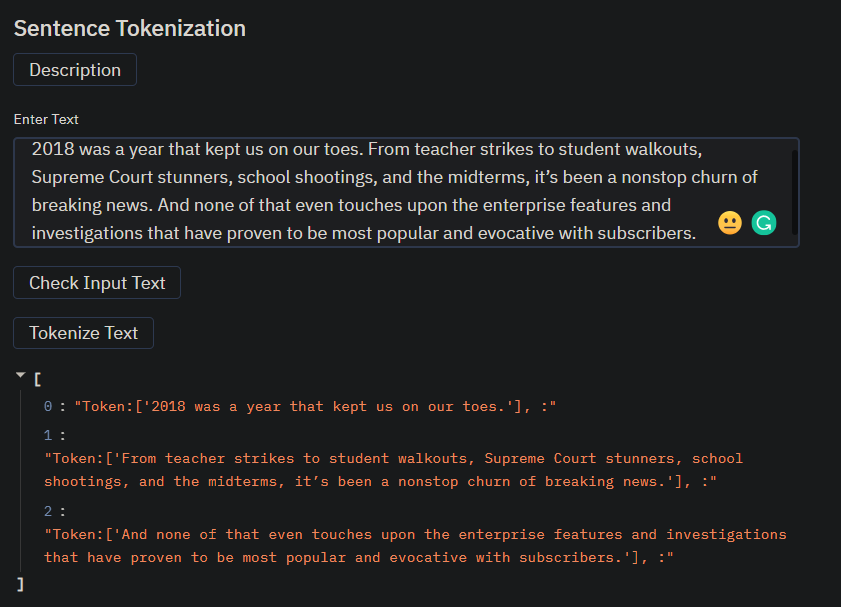 Sentence Tokenization
Description
Enter Text
2018 was a year that kept us on our toes. From teacher strikes to student walkouts,
Supreme Court stunners, school shootings, and the midterms, it’s been a nonstop churn of
breaking news. And none of that even touches upon the enterprise features and
investigations that have proven to be most popular and evocative with subscribers.
Check Input Text
Tokenize Text
[
0 : "Token:['2018 was a year that kept us on our toes.'], :"
1 :
"Token:['From teacher strikes to student walkouts, Supreme Court stunners, school
shootings, and the midterms, it’s been a nonstop churn of breaking news.'], :"
2 :
"Token:['And none of that even touches upon the enterprise features and investigations
that have proven to be most popular and evocative with subscribers.'], :"
]